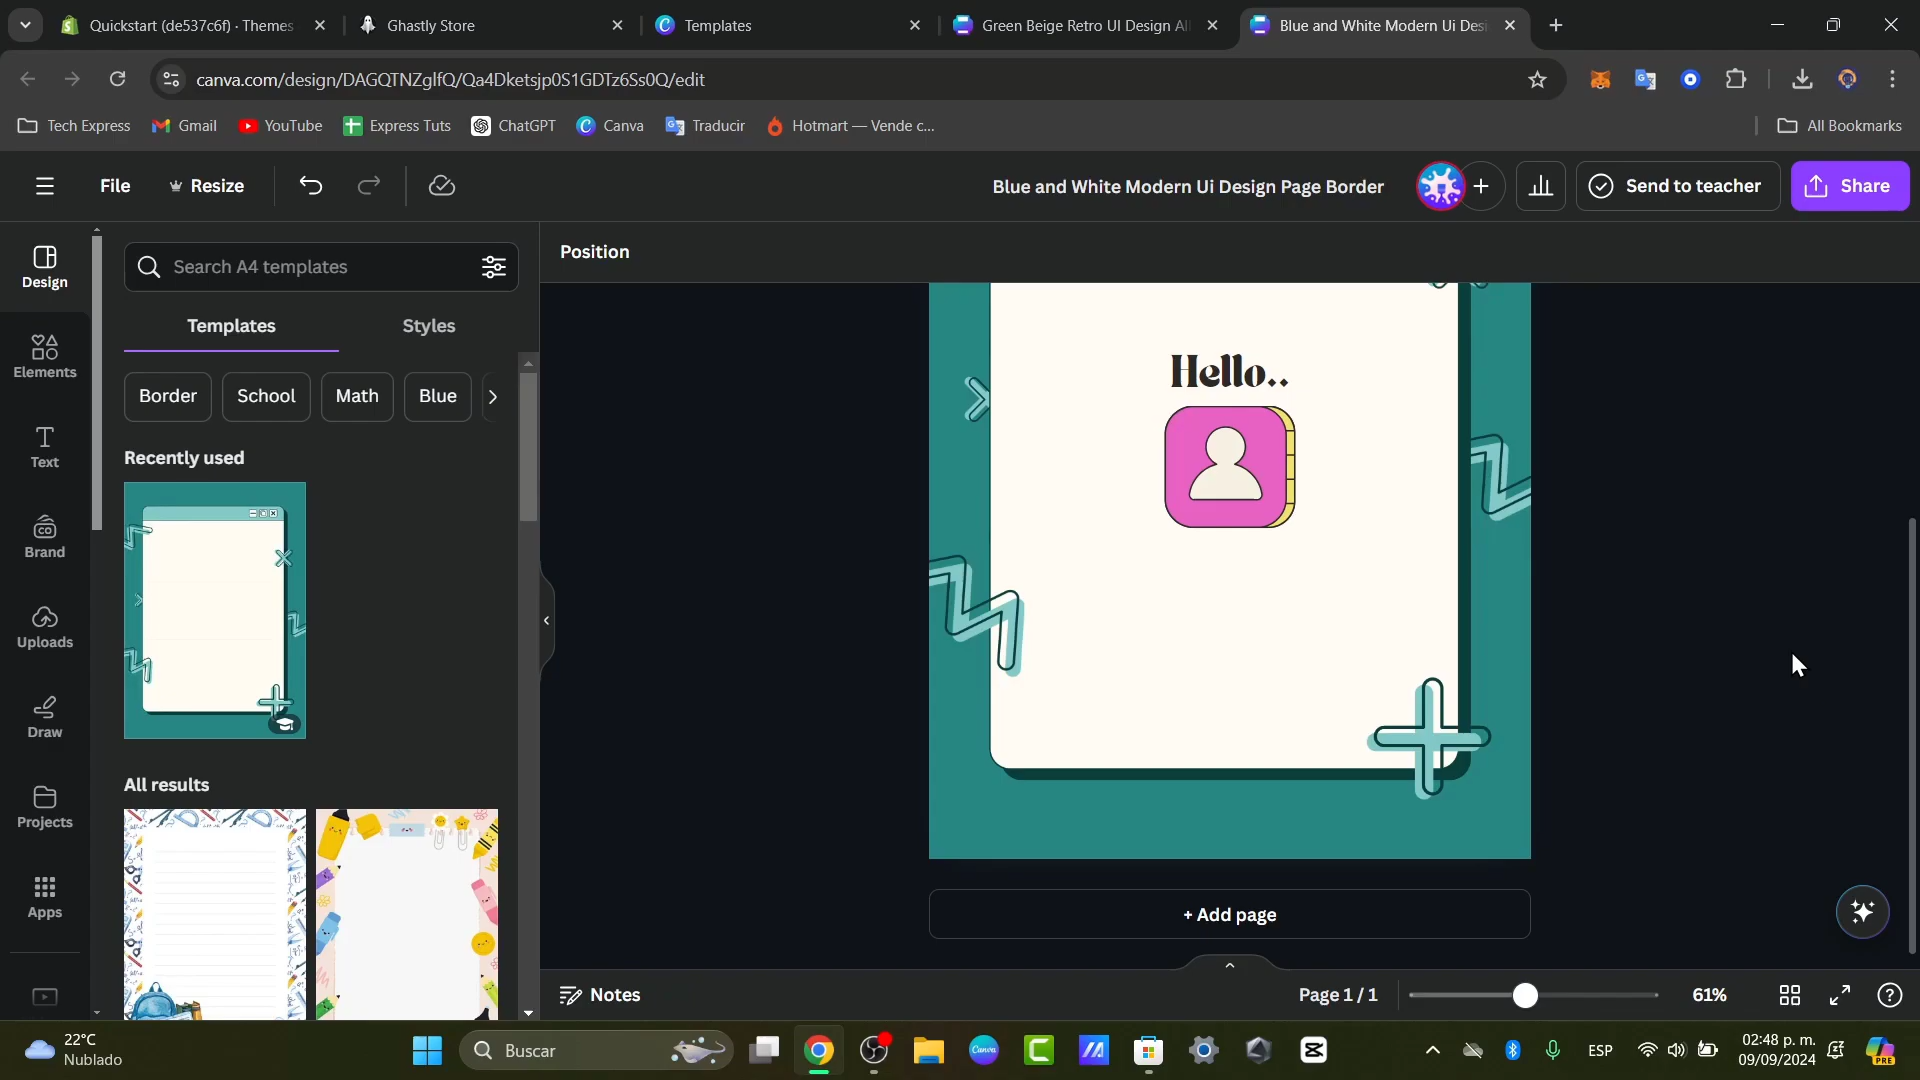 Quickstart (de537c6f) · Themes
Ghastly Store
Templates
Green Beige Retro UI Design Al
Blue and White Modern Ui Desi
canva.com/design/DAGQTNZglfQ/Qa4Dketsjp0S1GDTz6Ss0Q/edit
Tech Express
Gmail
YouTube
Express Tuts
ChatGPT
Canva
Traducir
Hotmart — Vende c...
All Bookmarks
File
Resize
Blue and White Modern Ui Design Page Border
Send to teacher
Share
Design
Elements
Text
Brand
Uploads
Draw
Projects
Apps
Search A4 templates
Templates
Styles
Border
School
Math
Blue
Recently used
All results
Position
Hello..
+ Add page
Notes
Page 1 / 1
61%
22°C
Nublado
Buscar
Canva
ESP
02:48 p. m.
09/09/2024
PRE